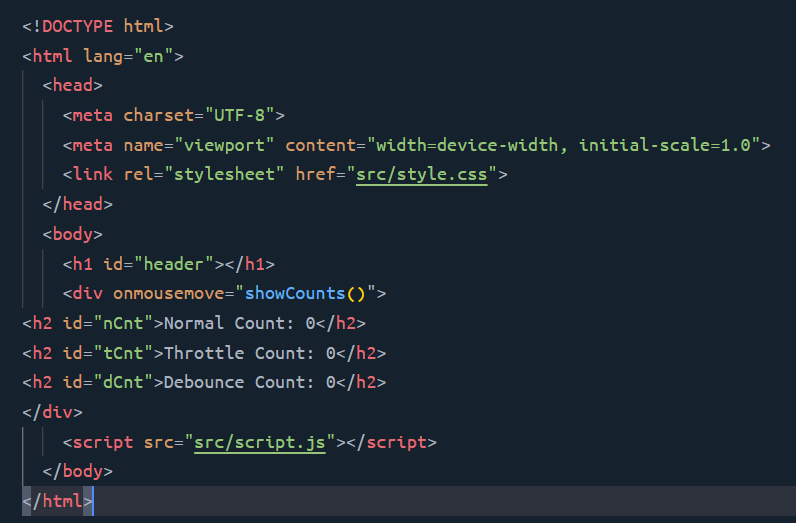 <!DOCTYPE html>
<html lang="en">
<head>
<meta charset="UTF-8">
<meta name="viewport" content="width=device-width, initial-scale=1.0">
<link rel="stylesheet" href="src/style.css">
</head>
<body>
<h1 id="header"></h1>
<div onmousemove="showCounts()">
<h2 id="nCnt">Normal Count: 0</h2>
<h2 id="tCnt">Throttle Count: 0</h2>
<h2 id="dCnt">Debounce Count: 0</h2>
</div>
<script src="src/script.js"></script>
</body>
</html>